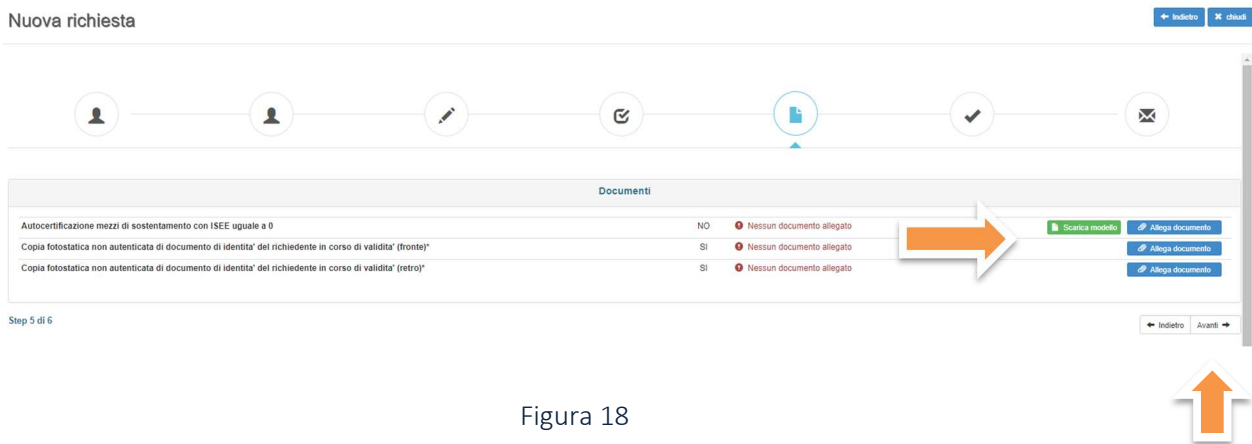 Nuova richiesta
Indietro chiudi
Documenti
Autocertificazione mezzi di sostentamento con ISEE uguale a 0 NO Nessun documento allegato Scarica modello Allega documento
Copia fotostatica non autenticata di documento di identita' del richiedente in corso di validita' (fronte)* SI Nessun documento allegato Allega documento
Copia fotostatica non autenticata di documento di identita' del richiedente in corso di validita' (retro)* SI Nessun documento allegato Allega documento
Step 5 di 6 Indietro Avanti
Figura 18